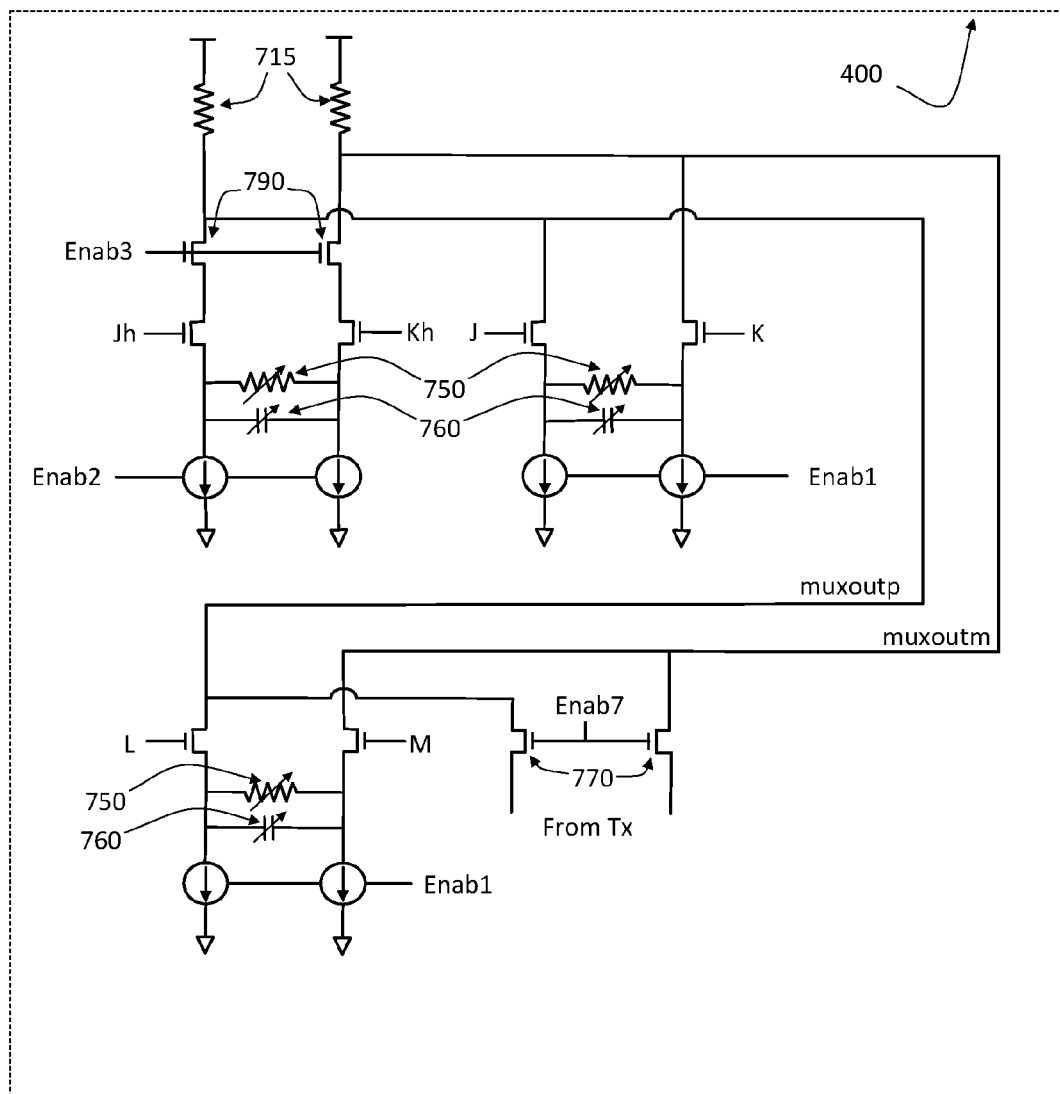 715
400
790
Enab3
Jh
Kh
J
K
750
760
Enab2
Enab1
muxoutp
muxoutm
Enab7
L
M
770
750
760
From Tx
Enab1